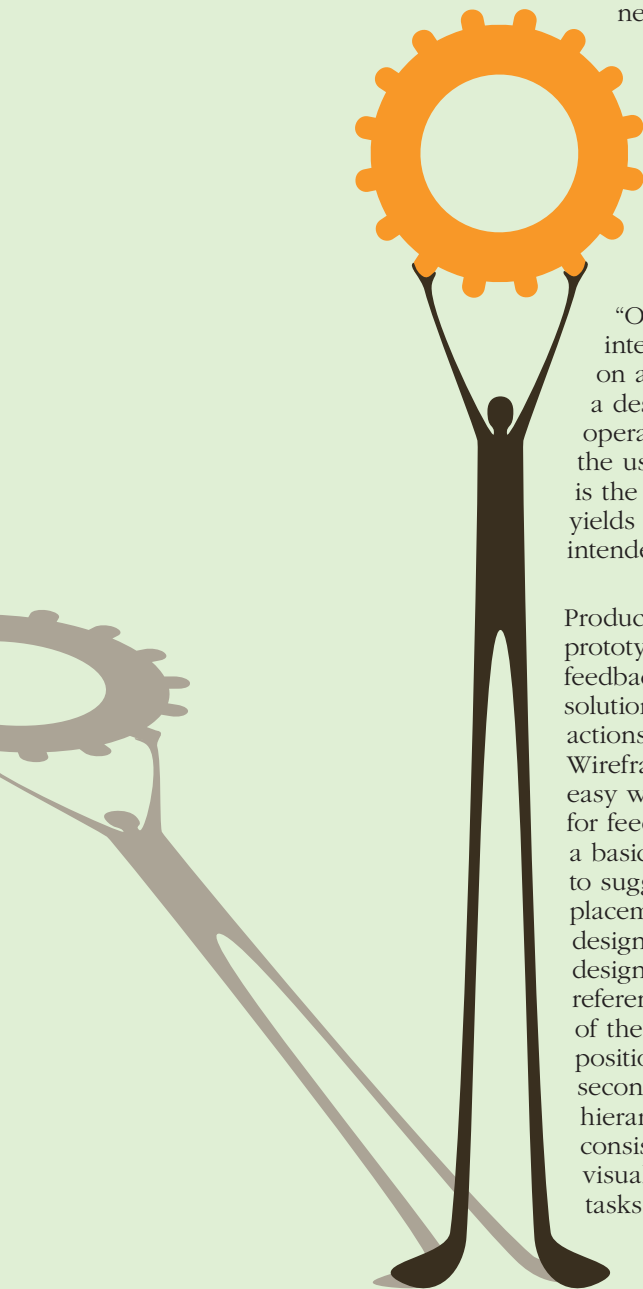 ne
“O
inte
on a
a des
opera
the us
is the
yields
intende
Produc
prototy
feedbac
solution
actions
Wirefra
easy w
for feed
a basic
to sugg
placem
design
design
referen
of the
positio
secon
hierar
consis
visua
tasks